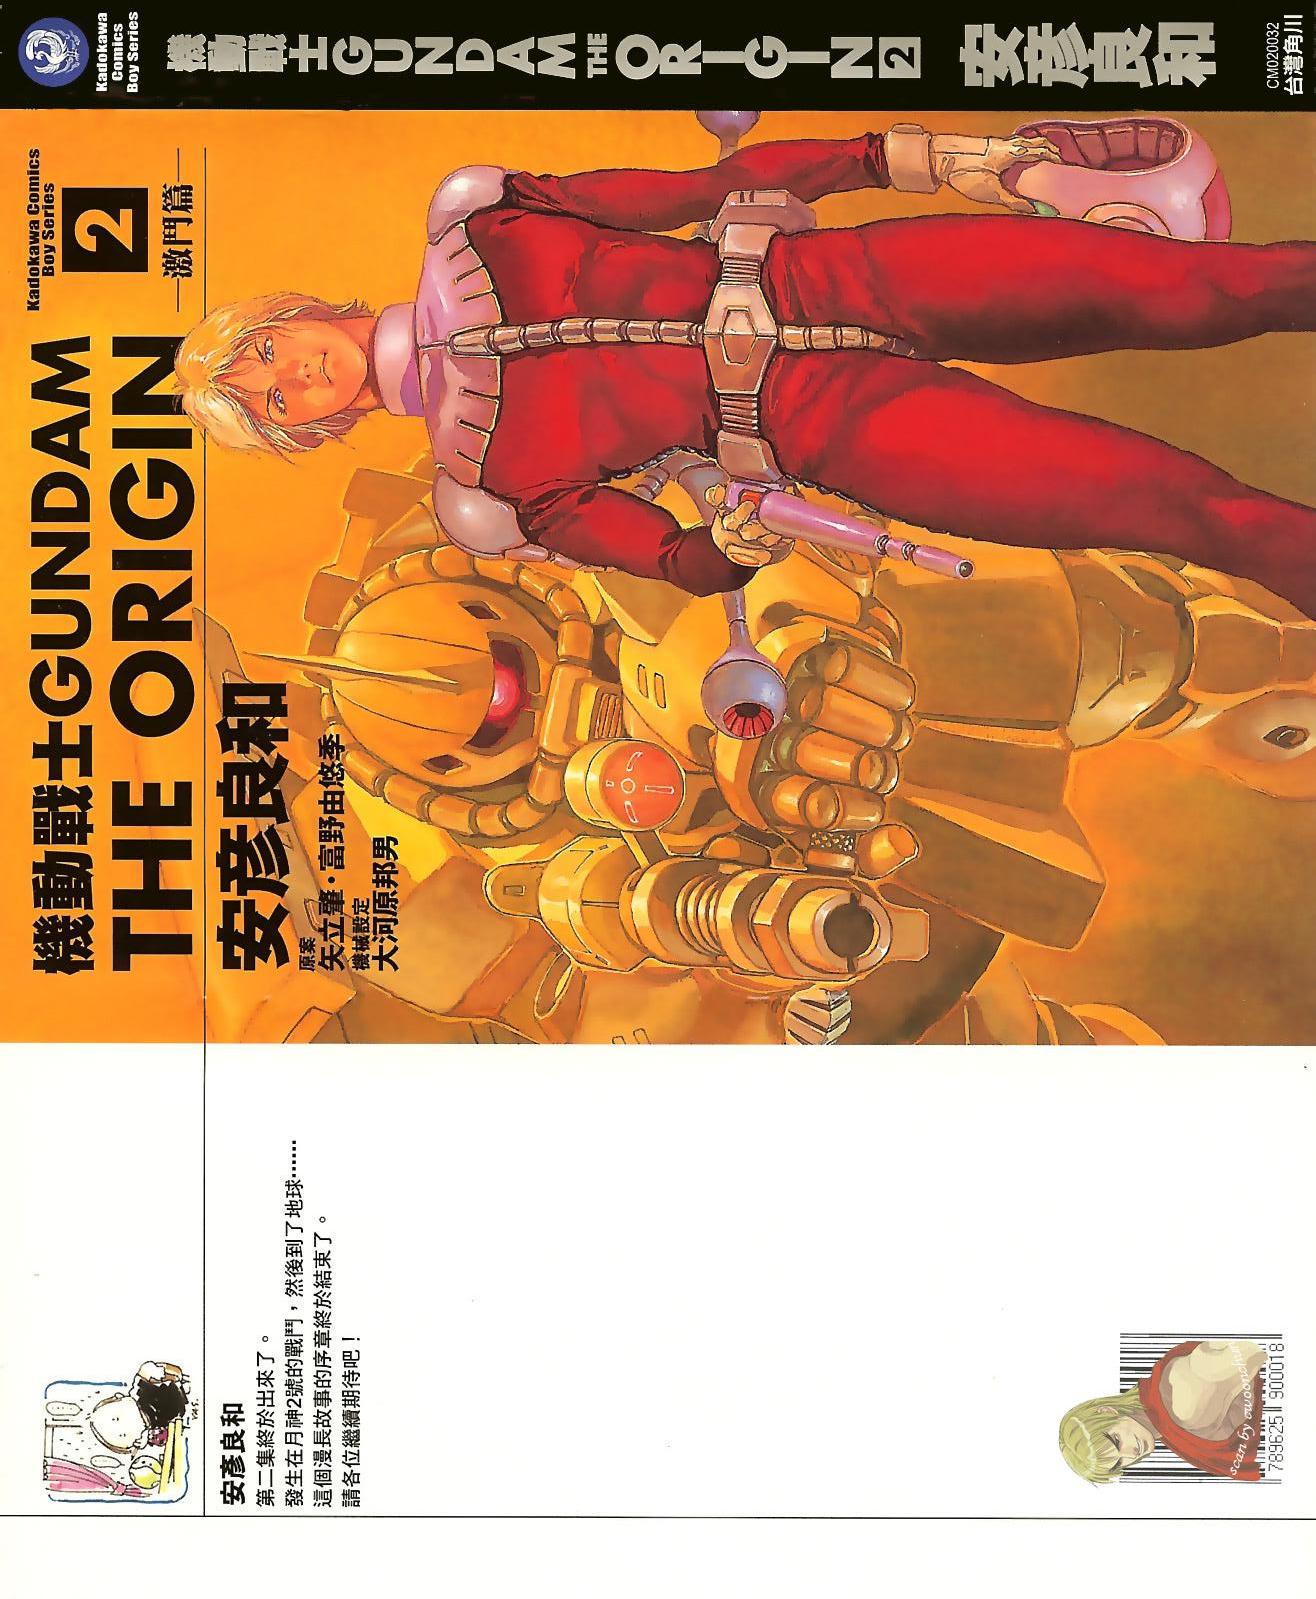 Kadokawa
Comics
Boy Series
機動戰士GUNDAM THE ORIGIN 2
安彥良和
CM020032
台灣角川
Kadokawa Comics
Boy Series
2
激鬥篇
機動戰士GUNDAM
THE ORIGIN
安彥良和
原案
矢立肇・富野由悠季
機械設定
大河原邦男
安彥良和
第二集終於出來了。
發生在月神2號的戰鬥，然後到了地球……
這個漫長故事的序章終於結束了。
請各位繼續期待吧！
YAS.
scan by cwoonchun
789625 900018